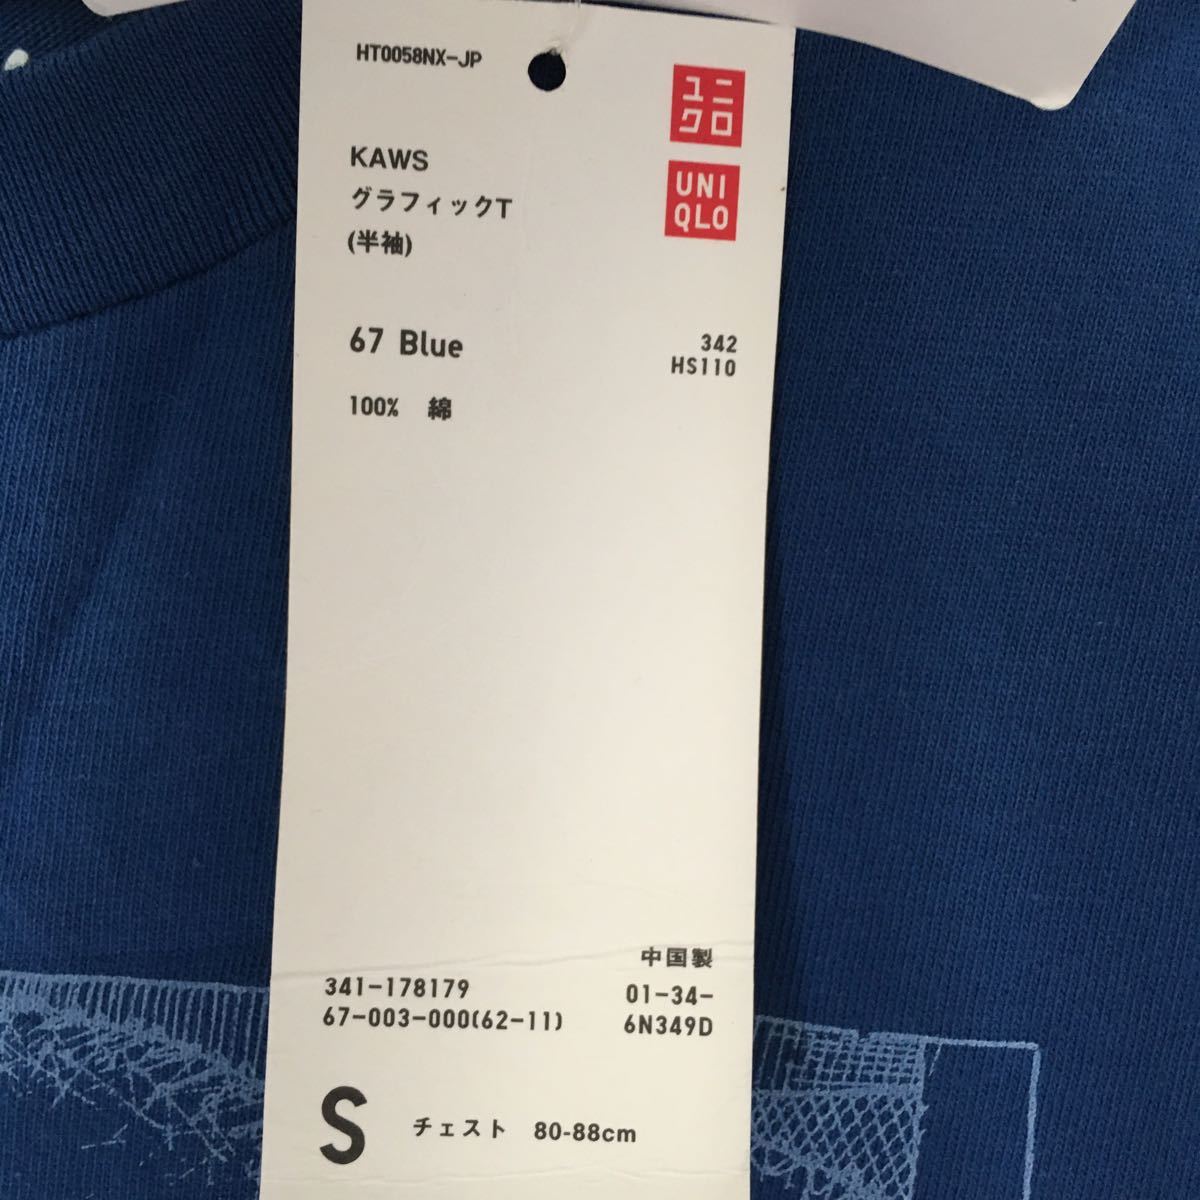 HT0058NX-JP
ユニ
クロ
KAWS
グラフィックT
(半袖)
UNI
QLO
67 Blue
342
HS110
100% 綿
中国製
341-178179
01-34-
67-003-000(62-11)
6N349D
S チェスト 80-88cm